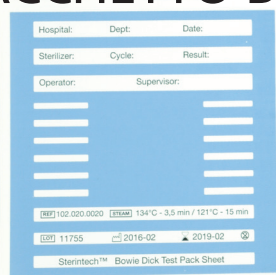 Hospital: Dept: Date:
Sterilizer: Cycle: Result:
Operator: Supervisor:
REF 102.020.0020 STEAM 134°C - 3,5 min / 121°C - 15 min
LOT 11755 2016-02 2019-02
Sterintech™ Bowie Dick Test Pack Sheet